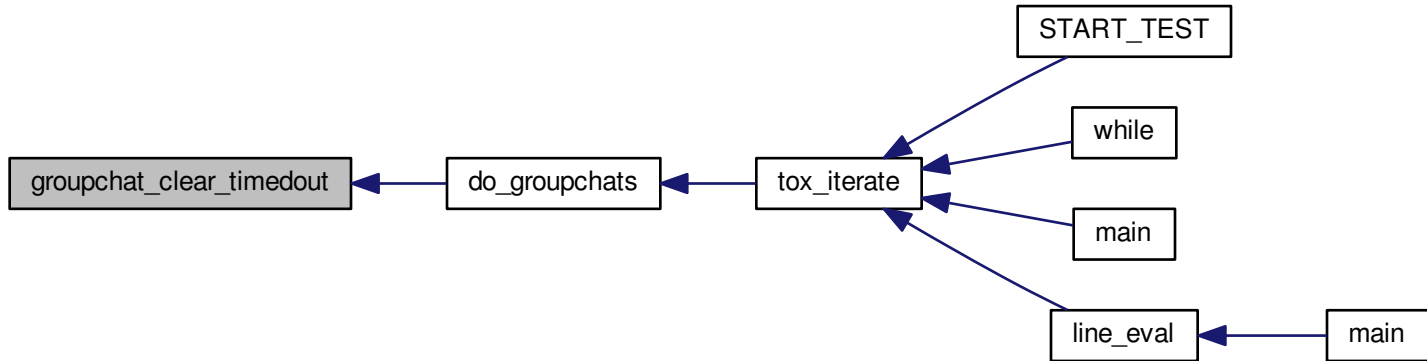 START_TEST
while
groupchat_clear_timedout
do_groupchats
tox_iterate
main
line_eval
main